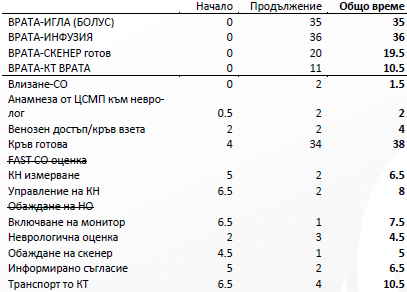 Начало Продължение Общо време
ВРАТА-ИГЛА (БОЛУС) 0 35 35
ВРАТА-ИНФУЗИЯ 0 36 36
ВРАТА-СКЕНЕР готов 0 20 19.5
ВРАТА-КТ ВРАТА 0 11 10.5
Влизане-СО 0 2 1.5
Анамнеза от ЦСМП към невро-
лог 0.5 2 2
Венозен достъп/кръв взета 2 2 4
Кръв готова 4 34 38
FAST СО оценка
КН измерване 5 2 6.5
Управление на КН 6.5 2 8
Обаждане на НО
Включване на монитор 6.5 1 7.5
Неврологична оценка 2 3 4.5
Обаждане на скенер 4.5 1 5
Информирано съгласие 5 2 6.5
Транспорт то КТ 6.5 4 10.5